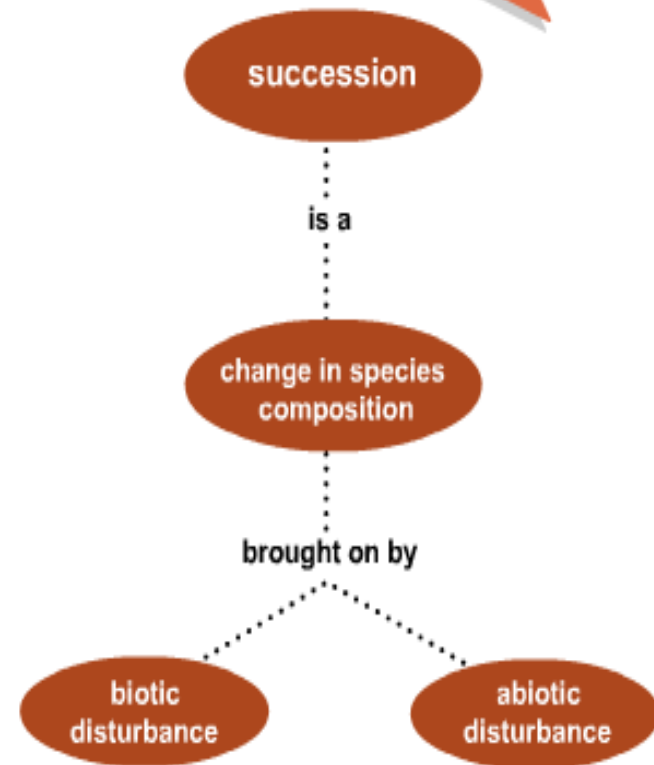 succession
is a
change in species
composition
brought on by
biotic
disturbance
abiotic
disturbance